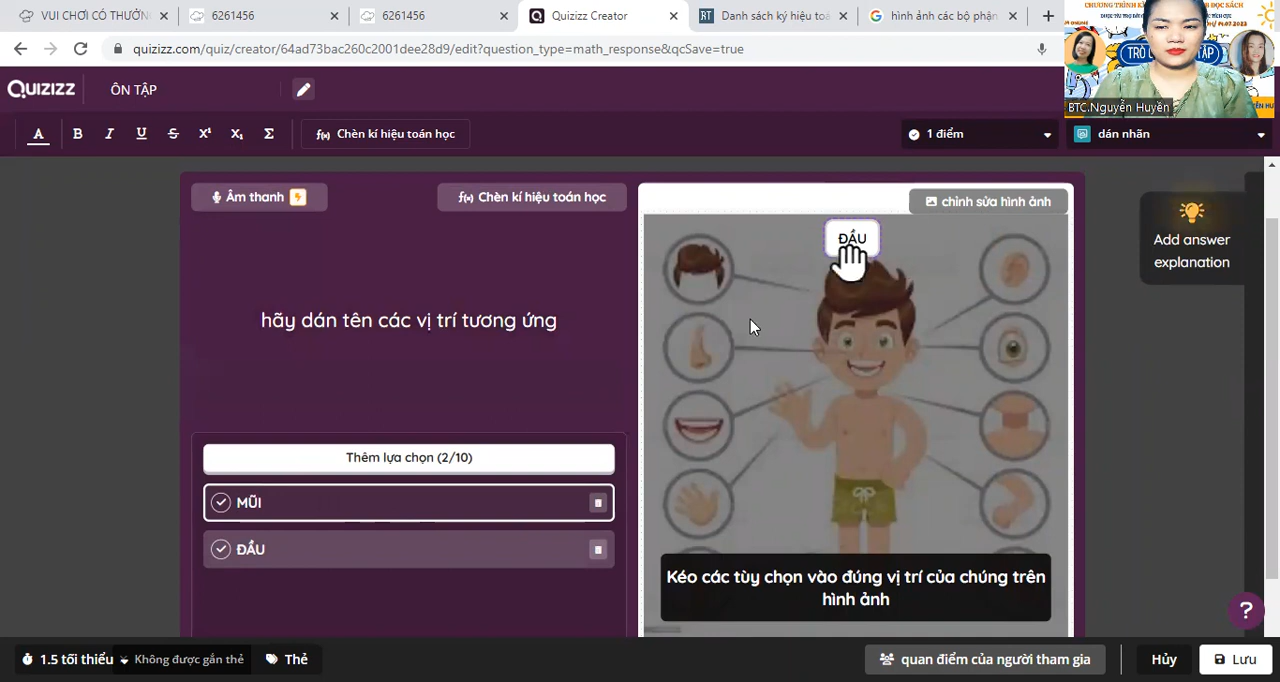 VUI CHƠI CÓ THƯỞNG
6261456
6261456
Quizizz Creator
Danh sách ký hiệu toá
hình ảnh các bộ phận
quizizz.com/quiz/creator/64ad73bac260c2001dee26d9/edit?question_type=math_response&qcSave=true
BTC.Nguyễn Huyền
QUIZIZZ
ÔN TẬP
A B I U S X¹ X₁ Σ
f(x) Chèn kí hiệu toán học
1 điểm
dán nhãn
Âm thanh
f(x) Chèn kí hiệu toán học
chỉnh sửa hình ảnh
Add answer
explanation
ĐẦU
hãy dán tên các vị trí tương ứng
Thêm lựa chọn (2/10)
MŨI
ĐẦU
Kéo các tùy chọn vào đúng vị trí của chúng trên
hình ảnh
?
1.5 tối thiểu
Không được gắn thẻ
Thẻ
quan điểm của người tham gia
Hủy
Lưu